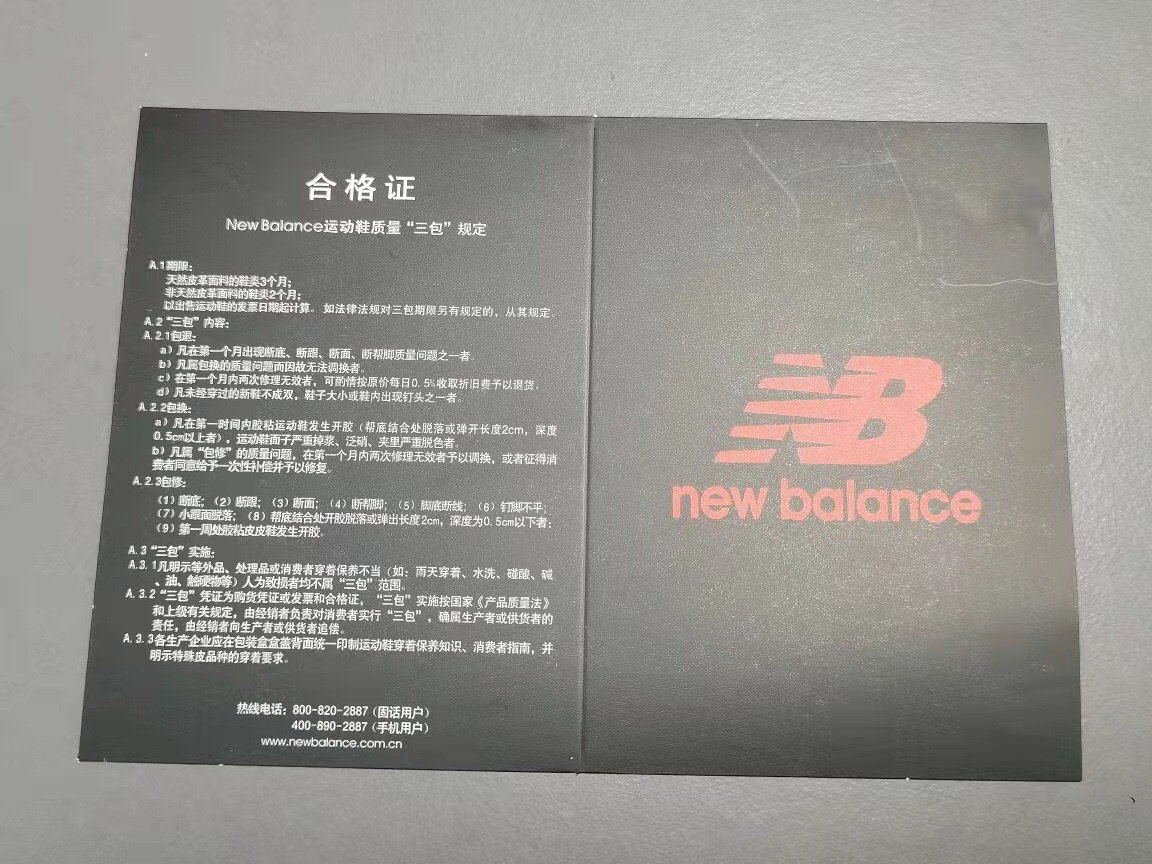 合格证
New Balance运动鞋质量“三包”规定
A.1期限：
天然皮革面料的鞋类3个月；
非天然皮革面料的鞋类2个月；
以出售运动鞋的发票日期起计算。如法律法规对三包期限另有规定的，从其规定。
A.2“三包”内容：
A.2.1包退：
a）凡在第一个月出现断底、断跟、断面、断帮脚质量问题之一者。
b）凡属包换的质量问题而因故无法调换者。
c）在第一个月内两次修理无效者，可酌情按原价每日0.5%收取折旧费予以退货。
d）凡未经穿过的新鞋不成双，鞋子大小或鞋内出现钉头之一者。
A.2.2包换：
a）凡在第一时间内胶粘运动鞋发生开胶（帮底结合处脱落或弹开长度2cm，深度
0.5cm以上者），运动鞋面子严重掉浆、泛硝、夹里严重脱色者。
b）凡属“包修”的质量问题，在第一个月内两次修理无效者予以调换，或者征得消
费者同意给予一次性补偿并予以修复。
A.2.3包修：
（1）断底；（2）断跟；（3）断面；（4）断帮脚；（5）脚底断线；（6）钉脚不平；
（7）小跟面脱落；（8）帮底结合处开胶脱落或弹出长度2cm，深度为0.5cm以下者；
（9）第一周处胶粘皮皮鞋发生开胶。
A.3“三包”实施：
A.3.1凡明示等外品、处理品或消费者穿着保养不当（如：雨天穿着、水洗、碰酸、碱
、油、触硬物等）人为致损者均不属“三包”范围。
A.3.2“三包”凭证为购货凭证或发票和合格证，“三包”实施按国家《产品质量法》
和上级有关规定，由经销者负责对消费者实行“三包”，确属生产者或供货者的
责任，由经销者向生产者或供货者追偿。
A.3.3各生产企业应在包装盒盒盖背面统一印制运动鞋穿着保养知识、消费者指南，并
明示特殊皮品种的穿着要求。
热线电话：800-820-2887（固话用户）
400-890-2887（手机用户）
www.newbalance.com.cn
NB
new balance